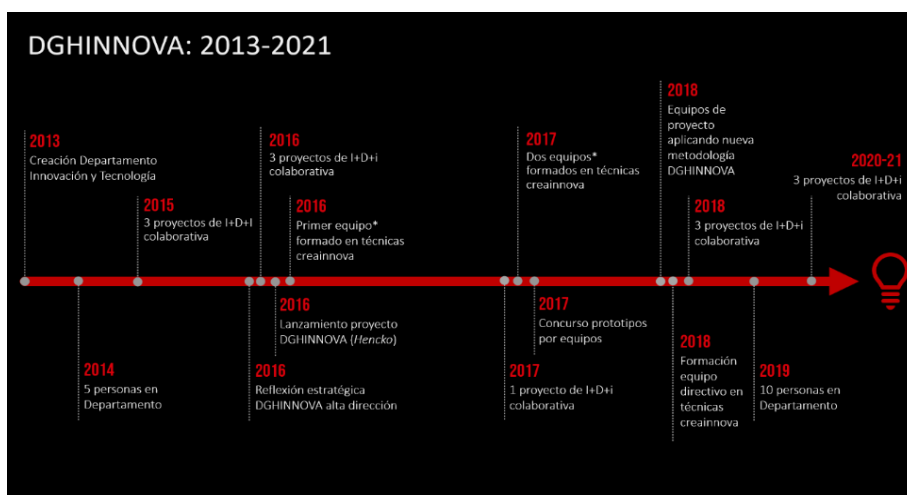 DGHINNOVA: 2013-2021
2013
Creación Departamento
Innovación y Tecnología
2014
5 personas en
Departamento
2015
3 proyectos de I+D+I
colaborativa
2016
Reflexión estratégica
DGHINNOVA alta dirección
2016
3 proyectos de I+D+i
colaborativa
2016
Lanzamiento proyecto
DGHINNOVA (Hencko)
2016
Primer equipo*
formado en técnicas
creainnova
2017
1 proyecto de I+D+i
colaborativa
2017
Dos equipos*
formados en técnicas
creainnova
2017
Concurso prototipos
por equipos
2018
Equipos de
proyecto
aplicando nueva
metodología
DGHINNOVA
2018
Formación
equipo
directivo en
técnicas
creainnova
2018
3 proyectos de I+D+i
colaborativa
2019
10 personas en
Departamento
2020-21
3 proyectos de I+D+i
colaborativa